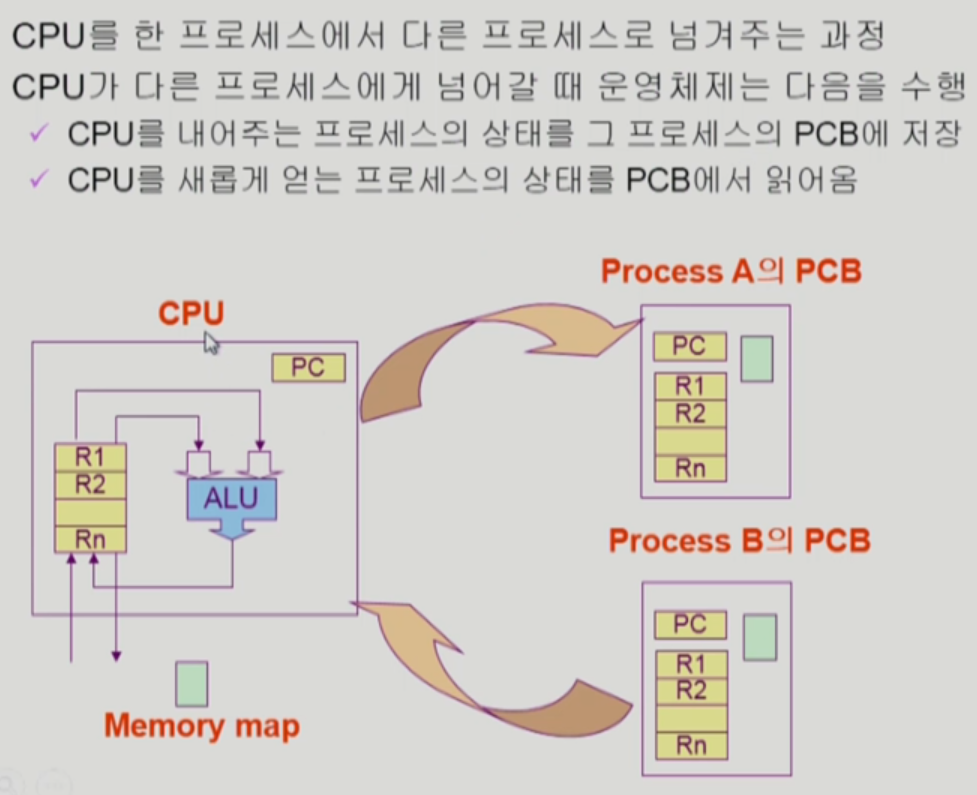 CPU를 한 프로세스에서 다른 프로세스로 넘겨주는 과정
CPU가 다른 프로세스에게 넘어갈 때 운영체제는 다음을 수행
✓ CPU를 내어주는 프로세스의 상태를 그 프로세스의 PCB에 저장
✓ CPU를 새롭게 얻는 프로세스의 상태를 PCB에서 읽어옴
CPU
PC
R1
R2
Rn
ALU
Memory map
Process A의 PCB
PC
R1
R2
Rn
Process B의 PCB
PC
R1
R2
Rn